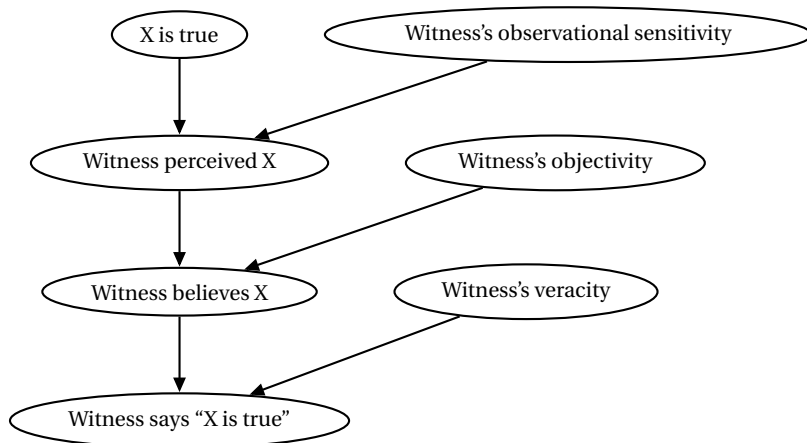 X is true
Witness's observational sensitivity
Witness perceived X
Witness's objectivity
Witness believes X
Witness's veracity
Witness says “X is true”